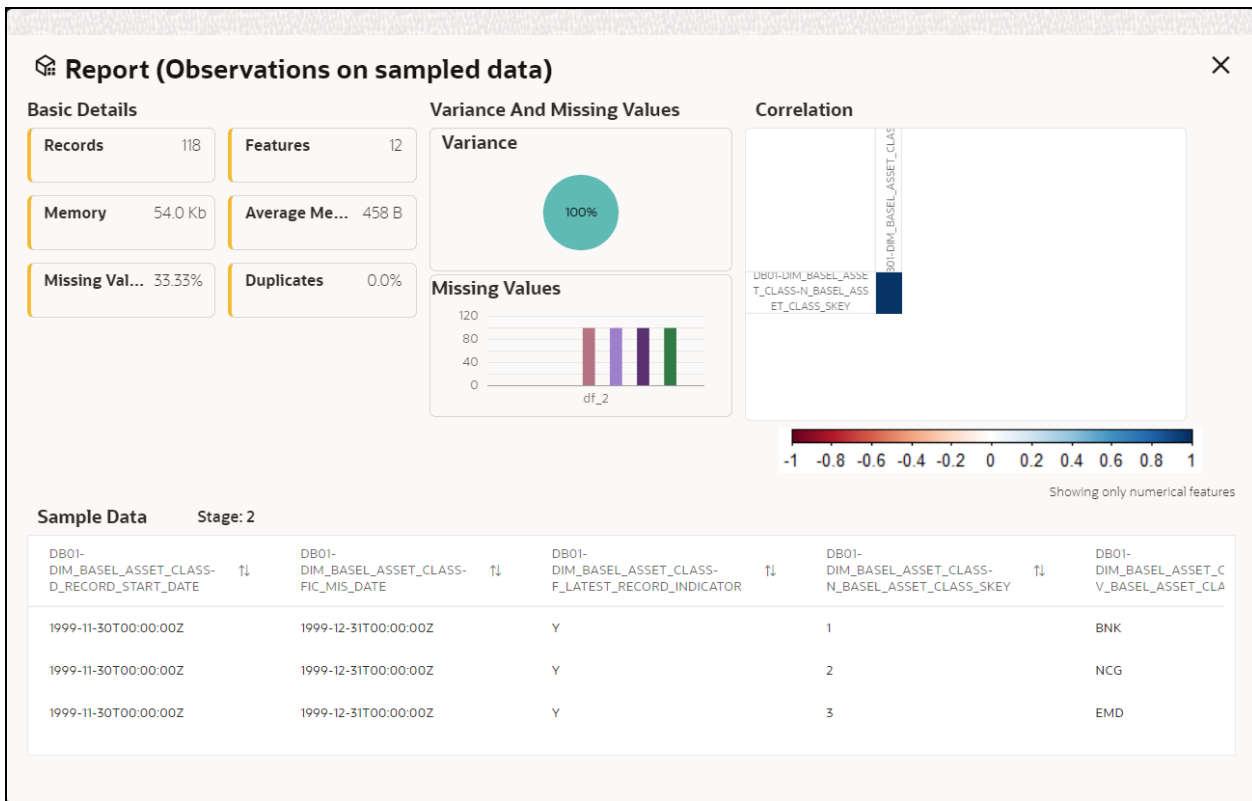 Report (Observations on sampled data)
Basic Details
Records 118
Features 12
Memory 54.0 Kb
Average Me... 458 B
Missing Val... 33.33%
Duplicates 0.0%
Variance And Missing Values
Variance
100%
Missing Values
120
80
40
0
df_2
Correlation
B01-DIM_BASEL_ASSET_CLAS
DB01-DIM_BASEL_ASSE
T_CLASS-N_BASEL_ASS
ET_CLASS_SKEY
-1 -0.8 -0.6 -0.4 -0.2 0 0.2 0.4 0.6 0.8 1
Showing only numerical features
Sample Data Stage: 2
DB01- DB01- DB01- DB01- DB01-
DIM_BASEL_ASSET_CLASS- DIM_BASEL_ASSET_CLASS- DIM_BASEL_ASSET_CLASS- DIM_BASEL_ASSET_CLASS- DIM_BASEL_ASSET_C
D_RECORD_START_DATE FIC_MIS_DATE F_LATEST_RECORD_INDICATOR N_BASEL_ASSET_CLASS_SKEY V_BASEL_ASSET_CLA
1999-11-30T00:00:00Z 1999-12-31T00:00:00Z Y 1 BNK
1999-11-30T00:00:00Z 1999-12-31T00:00:00Z Y 2 NCG
1999-11-30T00:00:00Z 1999-12-31T00:00:00Z Y 3 EMD